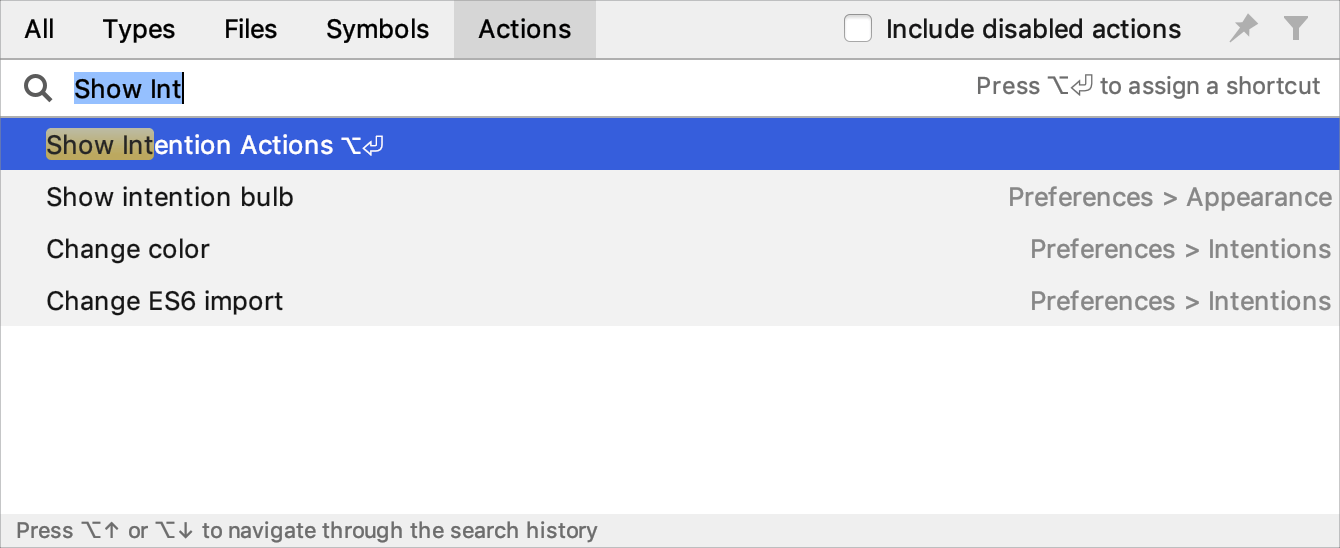 All Types Files Symbols Actions Include disabled actions
Show Int Press ⌥⏎ to assign a shortcut
Show Intention Actions ⌥⏎
Show intention bulb Preferences > Appearance
Change color Preferences > Intentions
Change ES6 import Preferences > Intentions
Press ⌥↑ or ⌥↓ to navigate through the search history